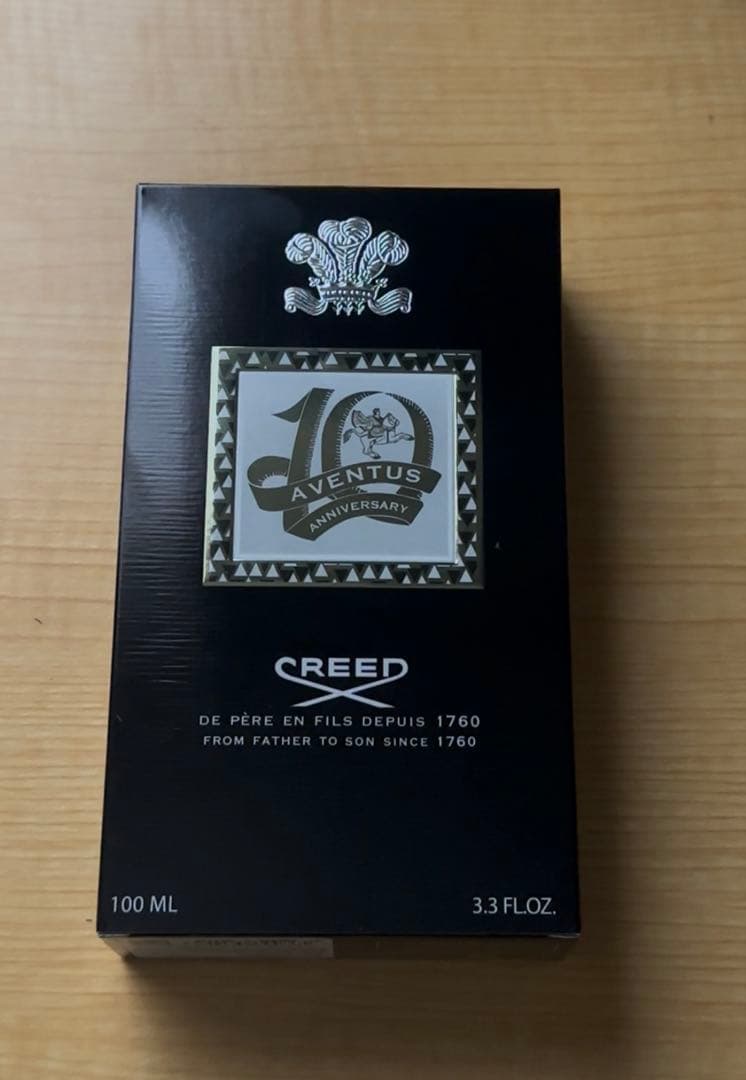 10
AVENTUS
ANNIVERSARY
CREED
DE PÈRE EN FILS DEPUIS 1760
FROM FATHER TO SON SINCE 1760
100 ML
3.3 FL.OZ.